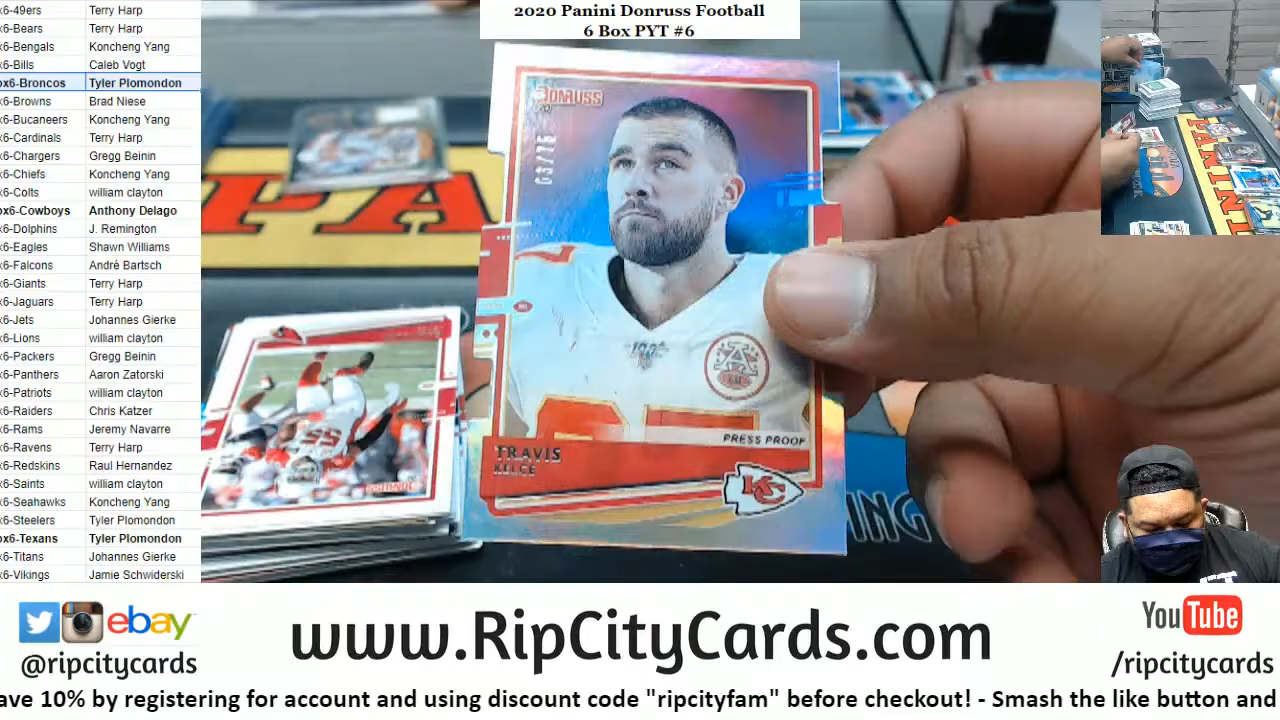 2020 Panini Donruss Football
6 Box PYT #6
x6-49ers Terry Harp
x6-Bears Terry Harp
x6-Bengals Koncheng Yang
x6-Bills Caleb Vogt
ox6-Broncos Tyler Plomondon
x6-Browns Brad Niese
x6-Bucaneers Koncheng Yang
x6-Cardinals Terry Harp
x6-Chargers Gregg Beinin
x6-Chiefs Koncheng Yang
x6-Colts william clayton
ox6-Cowboys Anthony Delago
x6-Dolphins J. Remington
x6-Eagles Shawn Williams
x6-Falcons André Bartsch
x6-Giants Terry Harp
x6-Jaguars Terry Harp
x6-Jets Johannes Gierke
x6-Lions william clayton
x6-Packers Gregg Beinin
x6-Panthers Aaron Zatorski
x6-Patriots william clayton
x6-Raiders Chris Katzer
x6-Rams Jeremy Navarre
x6-Ravens Terry Harp
x6-Redskins Raul Hernandez
x6-Saints william clayton
x6-Seahawks Koncheng Yang
x6-Steelers Tyler Plomondon
ox6-Texans Tyler Plomondon
x6-Titans Johannes Gierke
x6-Vikings Jamie Schwiderski
DONRUSS
03/75
100
PRESS PROOF
TRAVIS
KELCE
KC
PA
55
PANINI
ING
ebay
@ripcitycards
www.RipCityCards.com
YouTube
/ripcitycards
ave 10% by registering for account and using discount code "ripcityfam" before checkout! - Smash the like button and